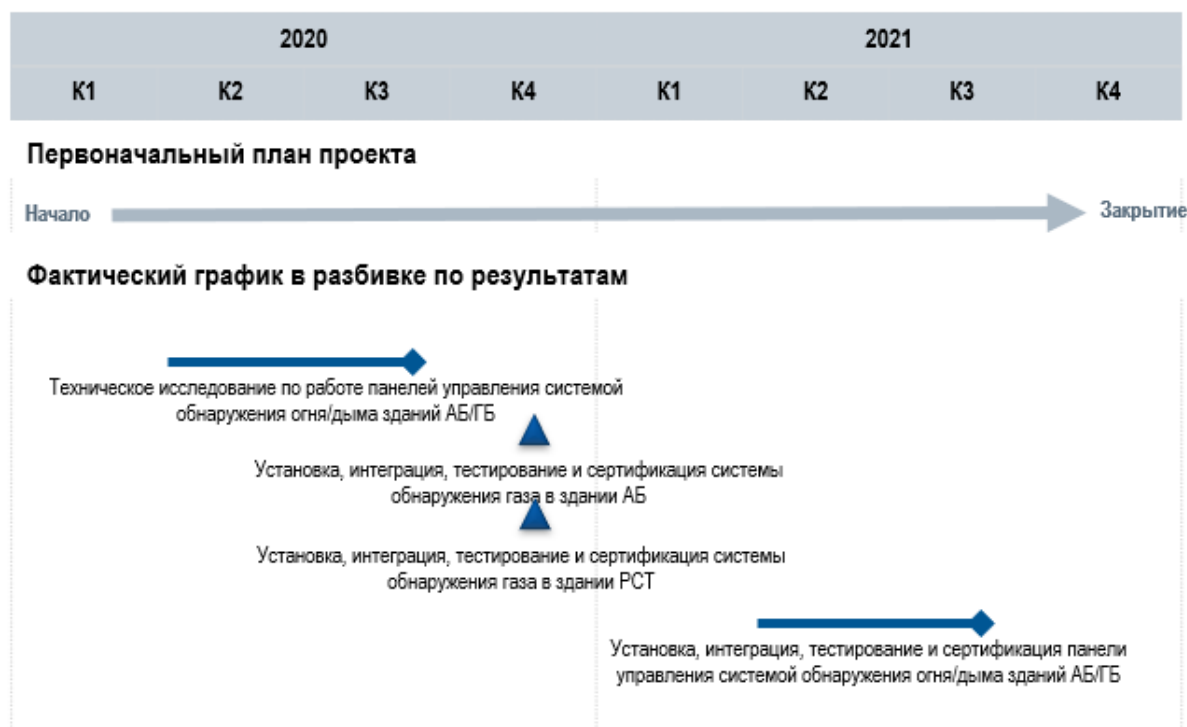 2020 2021
К1 К2 К3 К4 К1 К2 К3 К4
Первоначальный план проекта
Начало Закрытие
Фактический график в разбивке по результатам
Техническое исследование по работе панелей управления системой
обнаружения огня/дыма зданий АБ/ГБ
Установка, интеграция, тестирование и сертификация системы
обнаружения газа в здании АБ
Установка, интеграция, тестирование и сертификация системы
обнаружения газа в здании РСТ
Установка, интеграция, тестирование и сертификация панели
управления системой обнаружения огня/дыма зданий АБ/ГБ